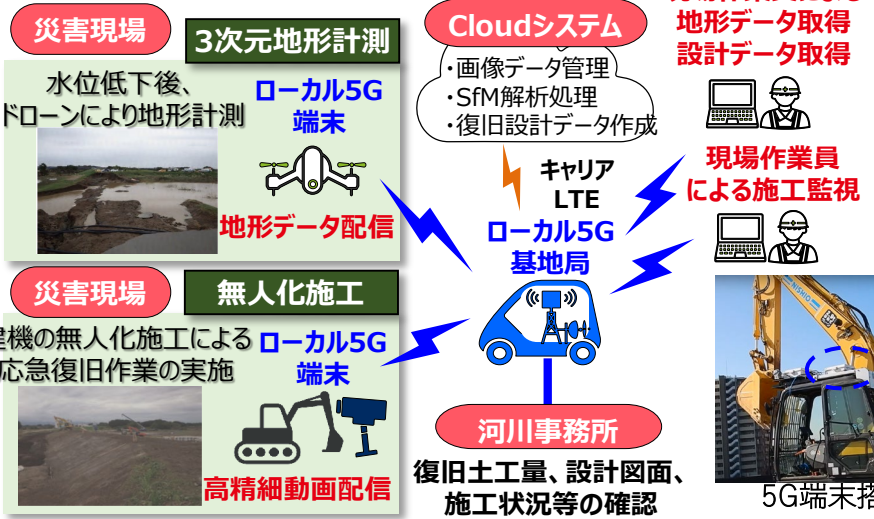 災害現場
3次元地形計測
水位低下後、
ドローンにより地形計測
ローカル5G
端末
地形データ配信
災害現場
無人化施工
機の無人化施工による
応急復旧作業の実施
ローカル5G
端末
高精細動画配信
Cloudシステム
・画像データ管理
・SfM解析処理
・復旧設計データ作成
キャリア
LTE
ローカル5G
基地局
河川事務所
復旧土工量、設計図面、
施工状況等の確認
地形データ取得
設計データ取得
現場作業員
による施工監視
NISHIO
5G端末搭